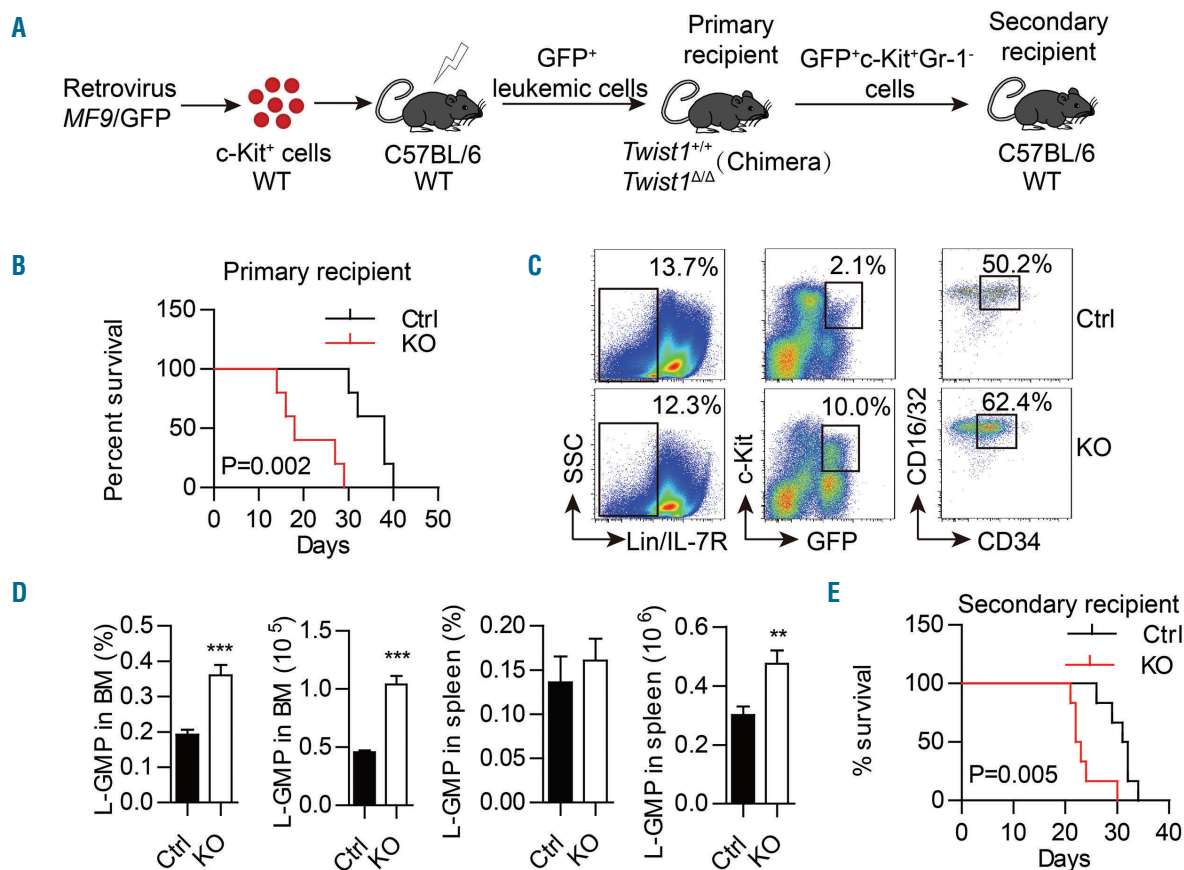 A
Retrovirus
MF9/GFP
c-Kit⁺ cells
WT
C57BL/6
WT
GFP⁺
leukemic cells
Primary
recipient
Twist1⁺/⁺
Twist1Δ/Δ
(Chimera)
GFP⁺c-Kit⁺Gr-1⁻
cells
Secondary
recipient
C57BL/6
WT
B
Primary recipient
Ctrl
KO
Percent survival
150
100
50
0
P=0.002
0 10 20 30 40 50
Days
C
13.7%
2.1%
50.2%
Ctrl
12.3%
10.0%
62.4%
KO
SSC
Lin/IL-7R
c-Kit
GFP
CD16/32
CD34
D
L-GMP in BM (%)
0.5
0.4
0.3
0.2
0.1
0.0
***
Ctrl KO
L-GMP in BM (10⁵)
1.5
1.0
0.5
0.0
***
Ctrl KO
L-GMP in spleen (%)
0.20
0.15
0.10
0.05
0.00
Ctrl KO
L-GMP in spleen (10⁶)
0.6
0.4
0.2
0.0
**
Ctrl KO
E
Secondary recipient
Ctrl
KO
% survival
100
50
0
P=0.005
0 10 20 30 40
Days